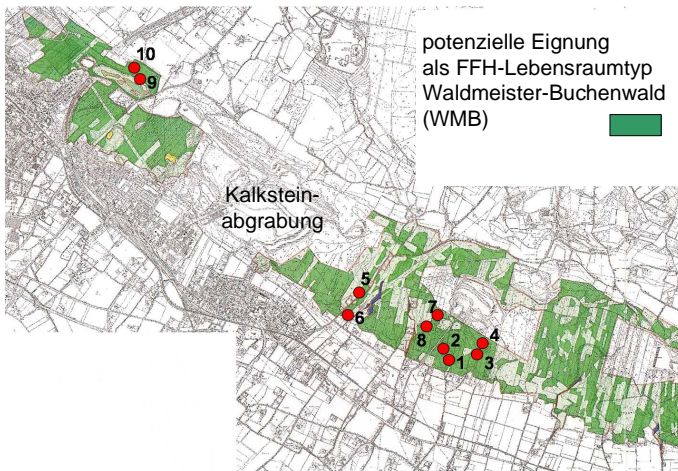 potenzielle Eignung
als FFH-Lebensraumtyp
Waldmeister-Buchenwald
(WMB)
10
9
Kalkstein-
abgrabung
5
6
7
8
2
1
4
3